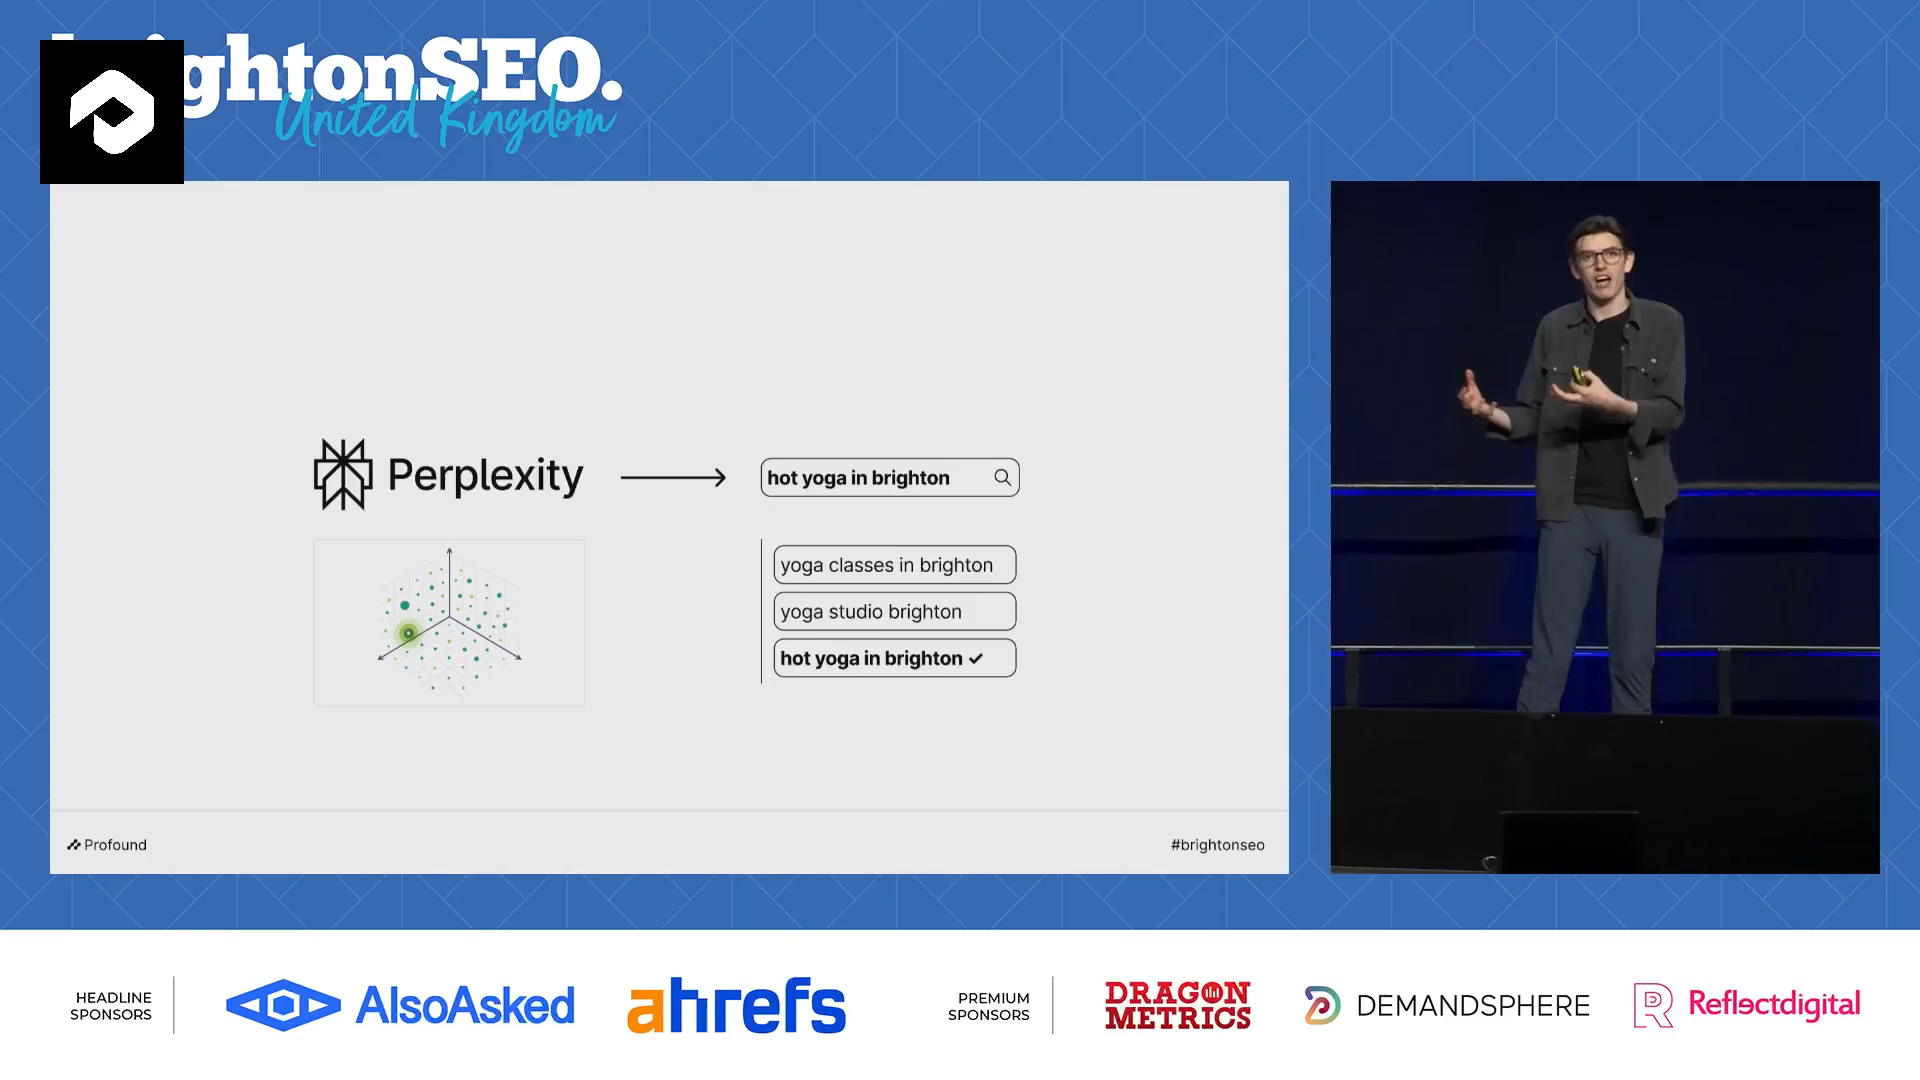 brightonSEO.
United Kingdom
Perplexity
hot yoga in brighton
yoga classes in brighton
yoga studio brighton
hot yoga in brighton ✓
Profound
#brightonseo
HEADLINE
SPONSORS
AlsoAsked
ahrefs
PREMIUM
SPONSORS
DRAGON
METRICS
DEMANDSPHERE
Reflectdigital